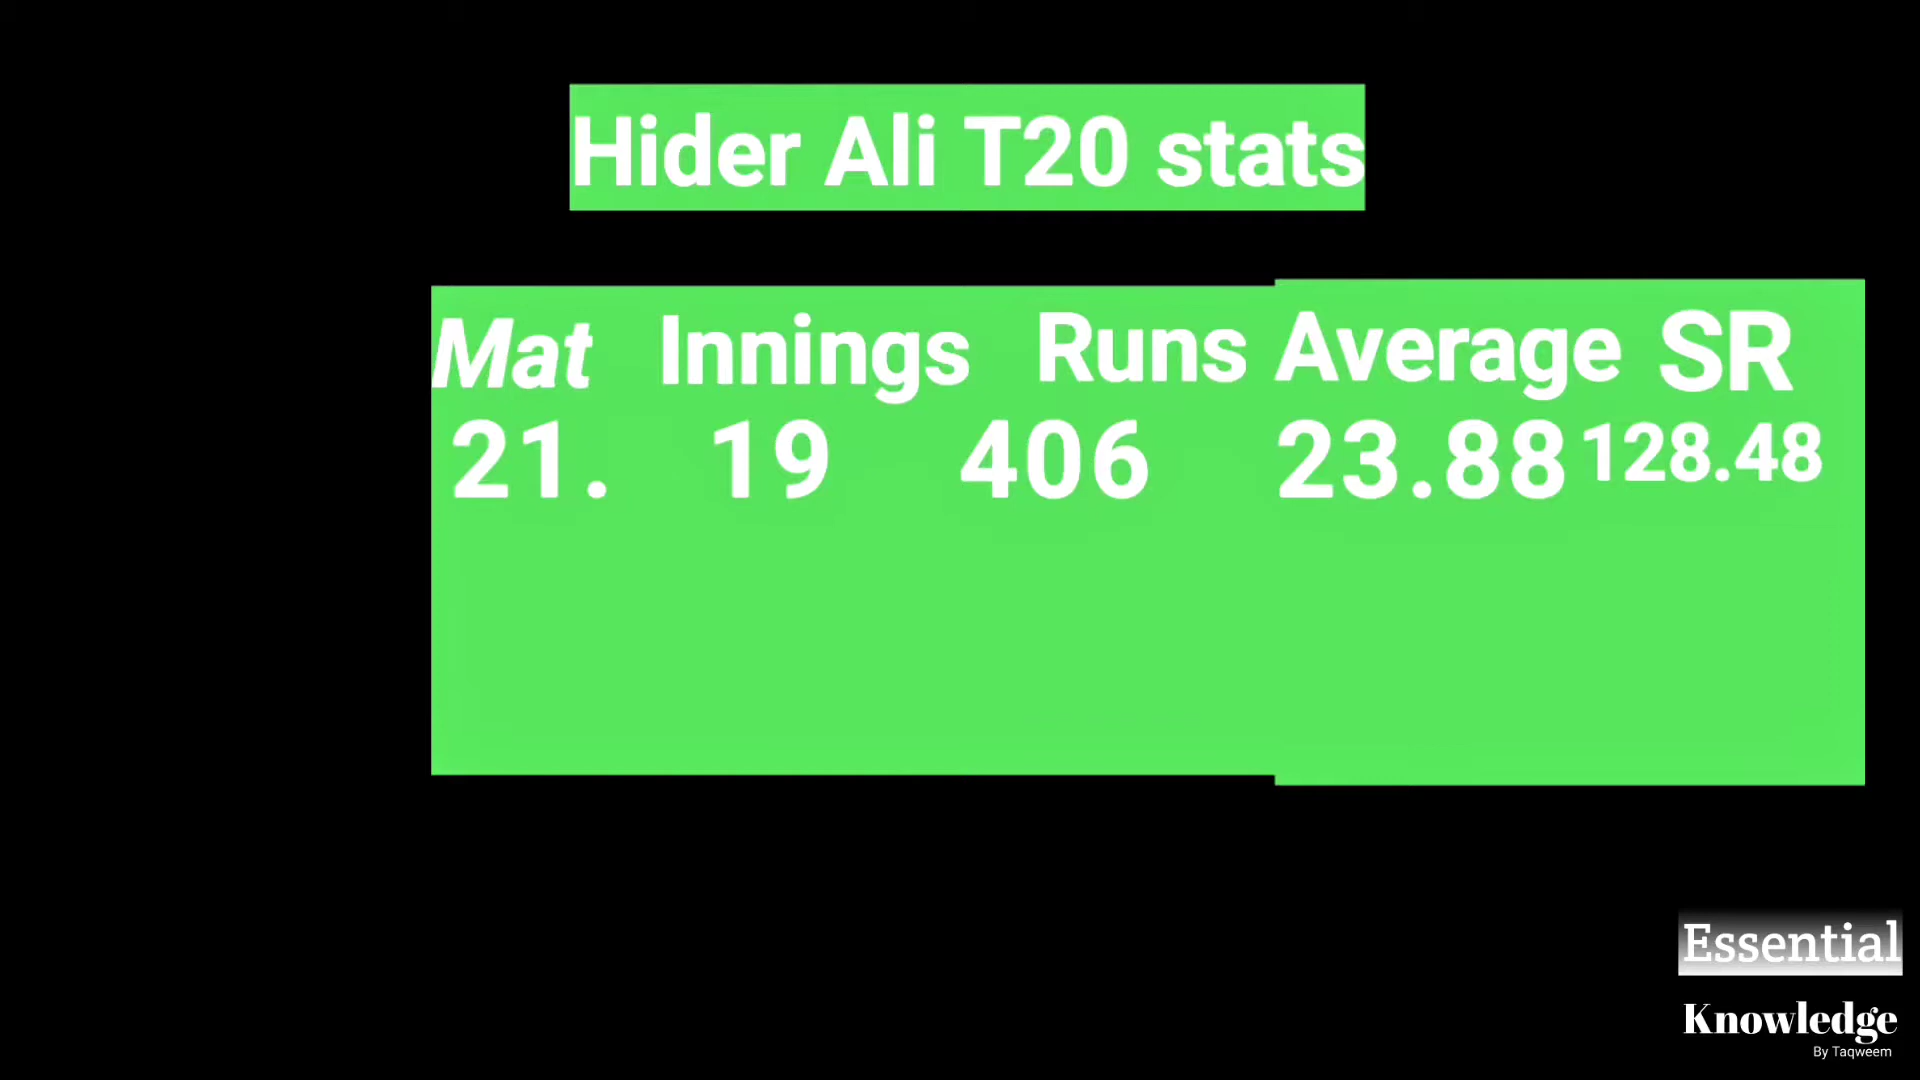 Hider Ali T20 stats
Mat Innings Runs Average SR
21. 19 406 23.88 128.48
Essential
Knowledge
By Taqweem